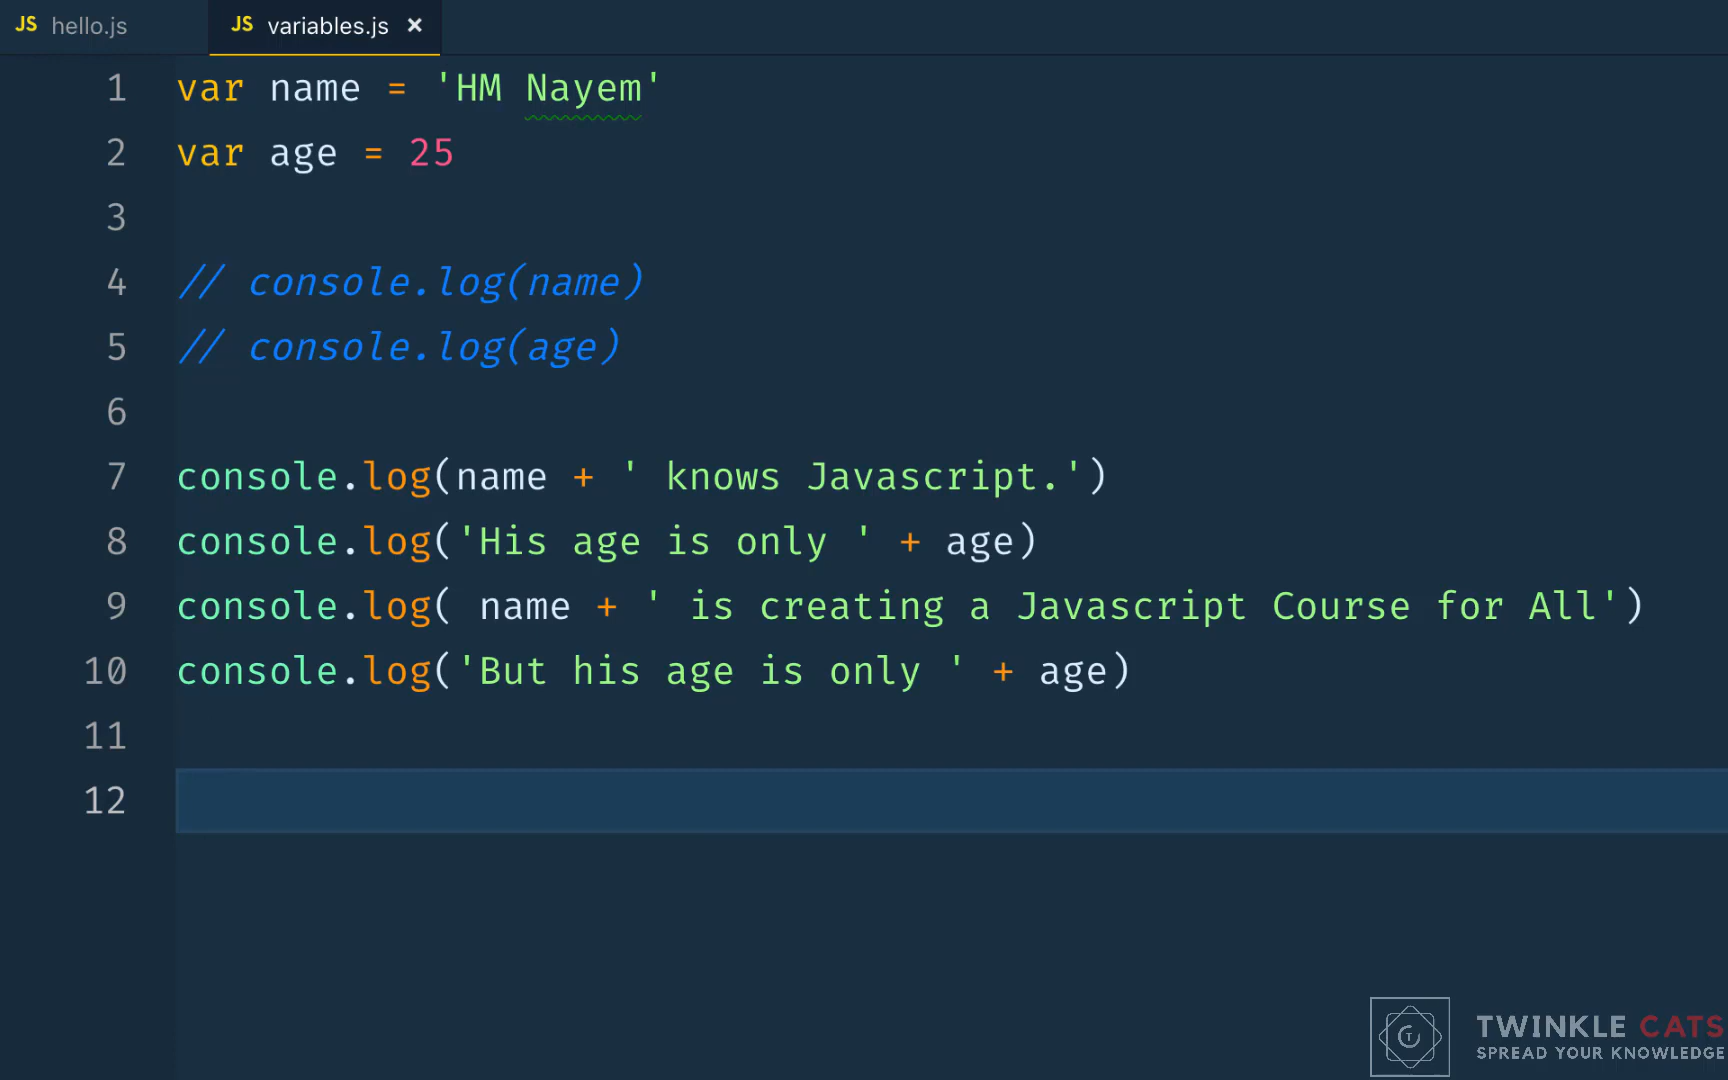 JS hello.js JS variables.js ×
1 var name = 'HM Nayem'
2 var age = 25
3
4 // console.log(name)
5 // console.log(age)
6
7 console.log(name + ' knows Javascript.')
8 console.log('His age is only ' + age)
9 console.log( name + ' is creating a Javascript Course for All')
10 console.log('But his age is only ' + age)
11
12
TWINKLE CATS
SPREAD YOUR KNOWLEDGE